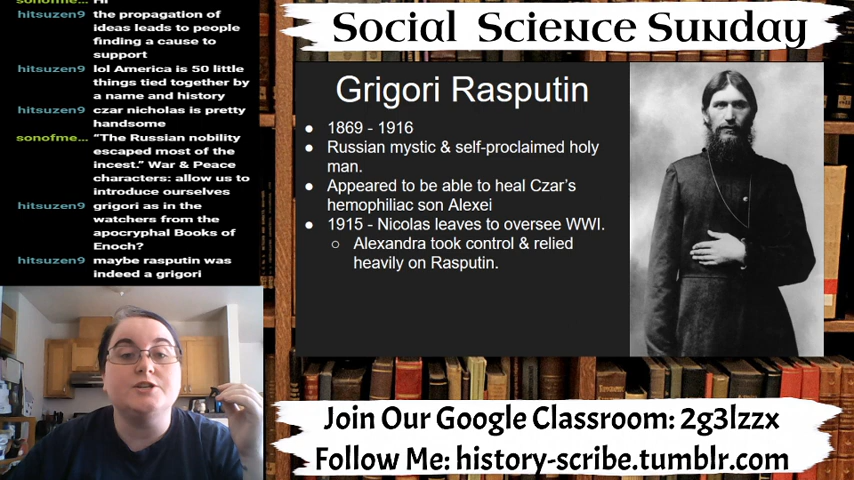 sonofme... Hi
hitsuzen9 the propagation of
ideas leads to people
finding a cause to
support
hitsuzen9 lol America is 50 little
things tied together by
a name and history
hitsuzen9 czar nicholas is pretty
handsome
sonofme... “The Russian nobility
escaped most of the
incest.” War & Peace
characters: allow us to
introduce ourselves
hitsuzen9 grigori as in the
watchers from the
apocryphal Books of
Enoch?
hitsuzen9 maybe rasputin was
indeed a grigori
Social Science Sunday
Grigori Rasputin
● 1869 - 1916
● Russian mystic & self-proclaimed holy
man.
● Appeared to be able to heal Czar’s
hemophiliac son Alexei
● 1915 - Nicolas leaves to oversee WWI.
○ Alexandra took control & relied
heavily on Rasputin.
Join Our Google Classroom: 2g3lzzx
Follow Me: history-scribe.tumblr.com